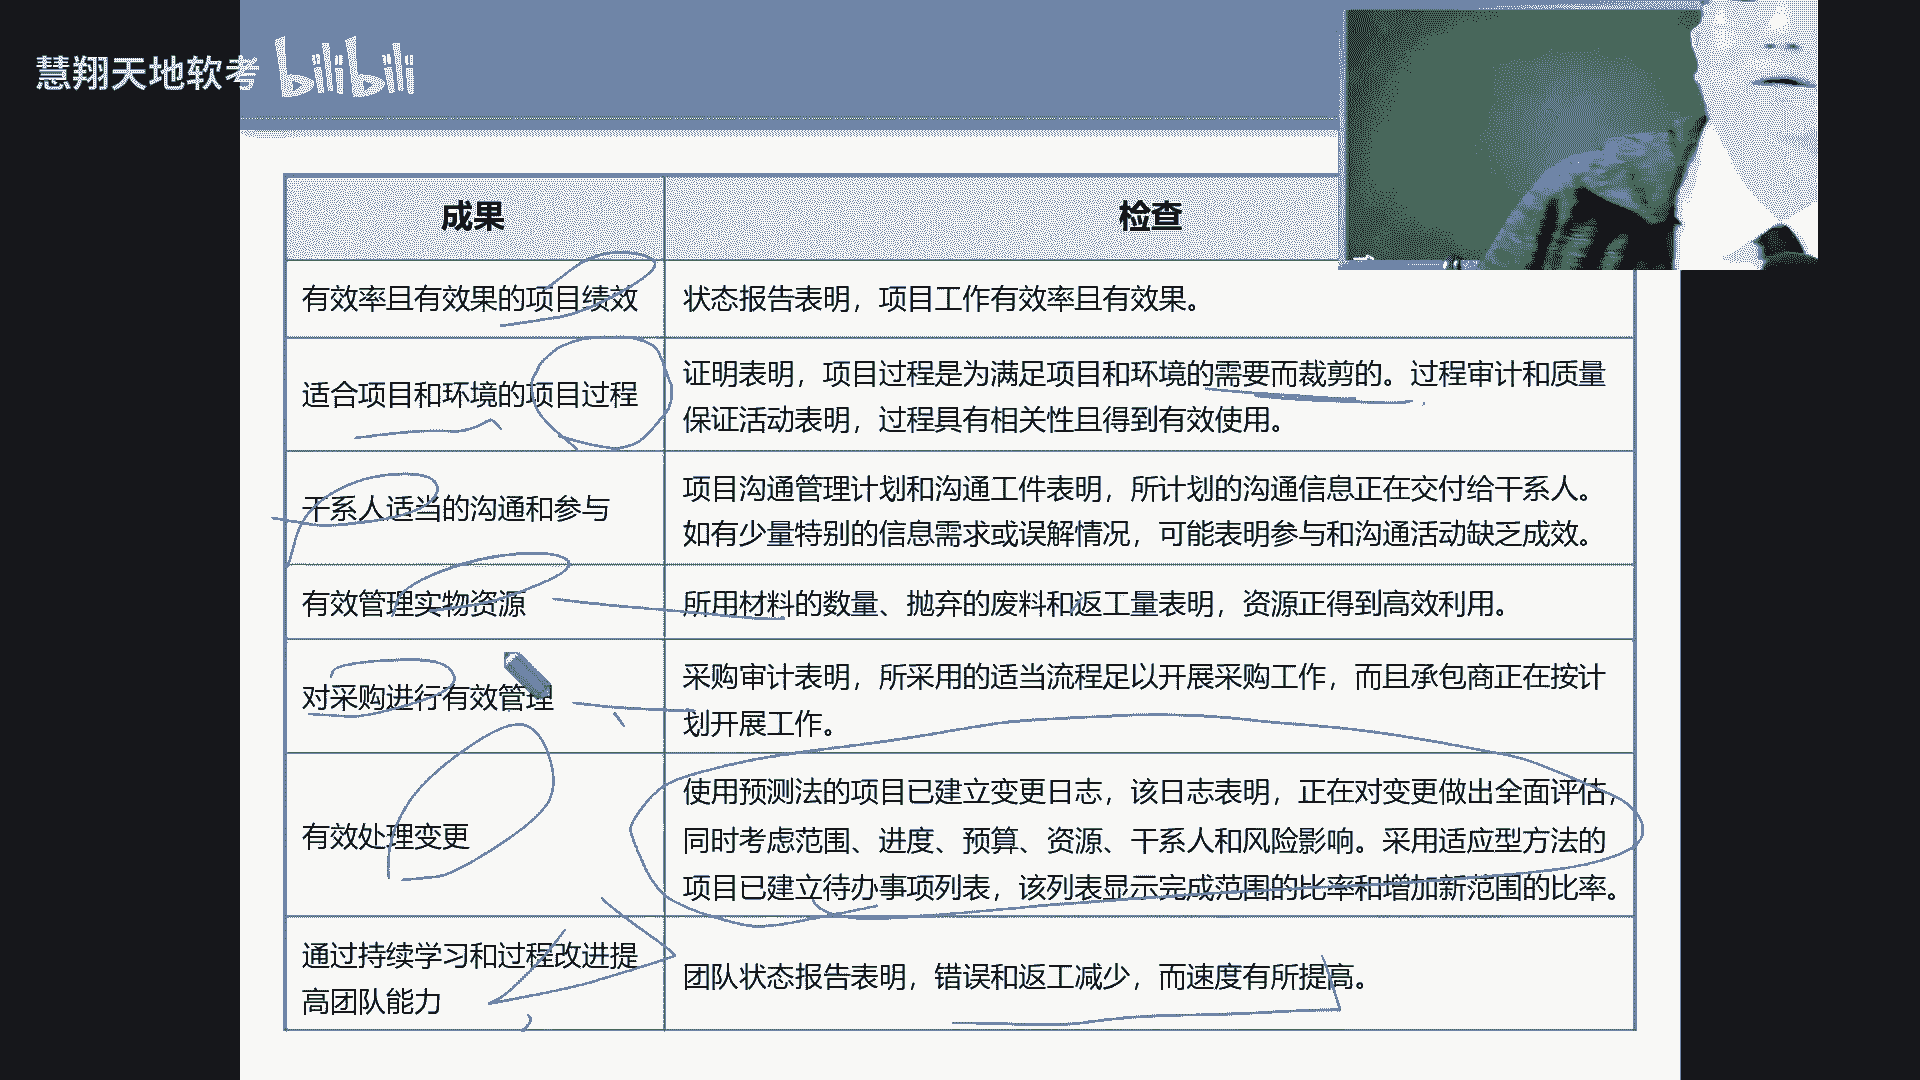 慧翔天地软考 bilibili
成果
检查
有效率且有效果的项目绩效
状态报告表明，项目工作有效率且有效果。
适合项目和环境的项目过程
证明表明，项目过程是为满足项目和环境的需要而裁剪的。过程审计和质量
保证活动表明，过程具有相关性且得到有效使用。
干系人适当的沟通和参与
项目沟通管理计划和沟通工件表明，所计划的沟通信息正在交付给干系人。
如有少量特别的信息需求或误解情况，可能表明参与和沟通活动缺乏成效。
有效管理实物资源
所用材料的数量、抛弃的废料和返工量表明，资源正得到高效利用。
对采购进行有效管理
采购审计表明，所采用的适当流程足以开展采购工作，而且承包商正在按计
划开展工作。
有效处理变更
使用预测法的项目已建立变更日志，该日志表明，正在对变更做出全面评估，
同时考虑范围、进度、预算、资源、干系人和风险影响。采用适应型方法的
项目已建立待办事项列表，该列表显示完成范围的比率和增加新范围的比率。
通过持续学习和过程改进提
高团队能力
团队状态报告表明，错误和返工减少，而速度有所提高。